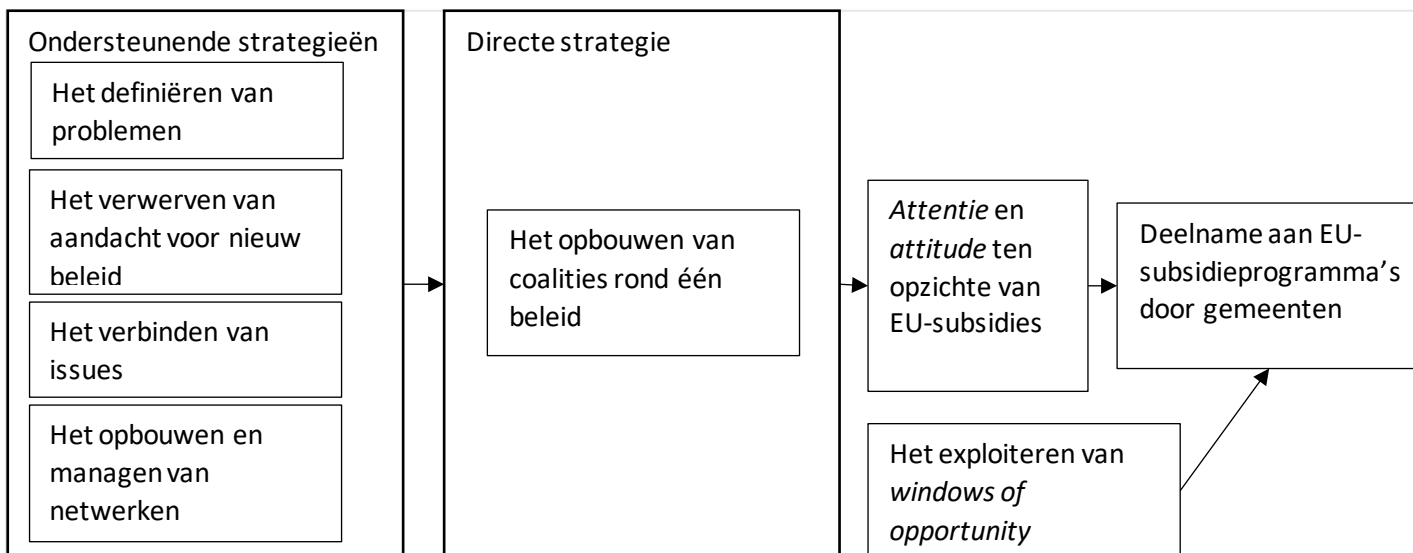 Ondersteunende strategieën
Het definiëren van
problemen
Het verwerven van
aandacht voor nieuw
beleid
Het verbinden van
issues
Het opbouwen en
managen van
netwerken
Directe strategie
Het opbouwen van
coalities rond één
beleid
Attentie en
attitude ten
opzichte van
EU-subsidies
Het exploiteren van
windows of
opportunity
Deelname aan EU-
subsidieprogramma’s
door gemeenten